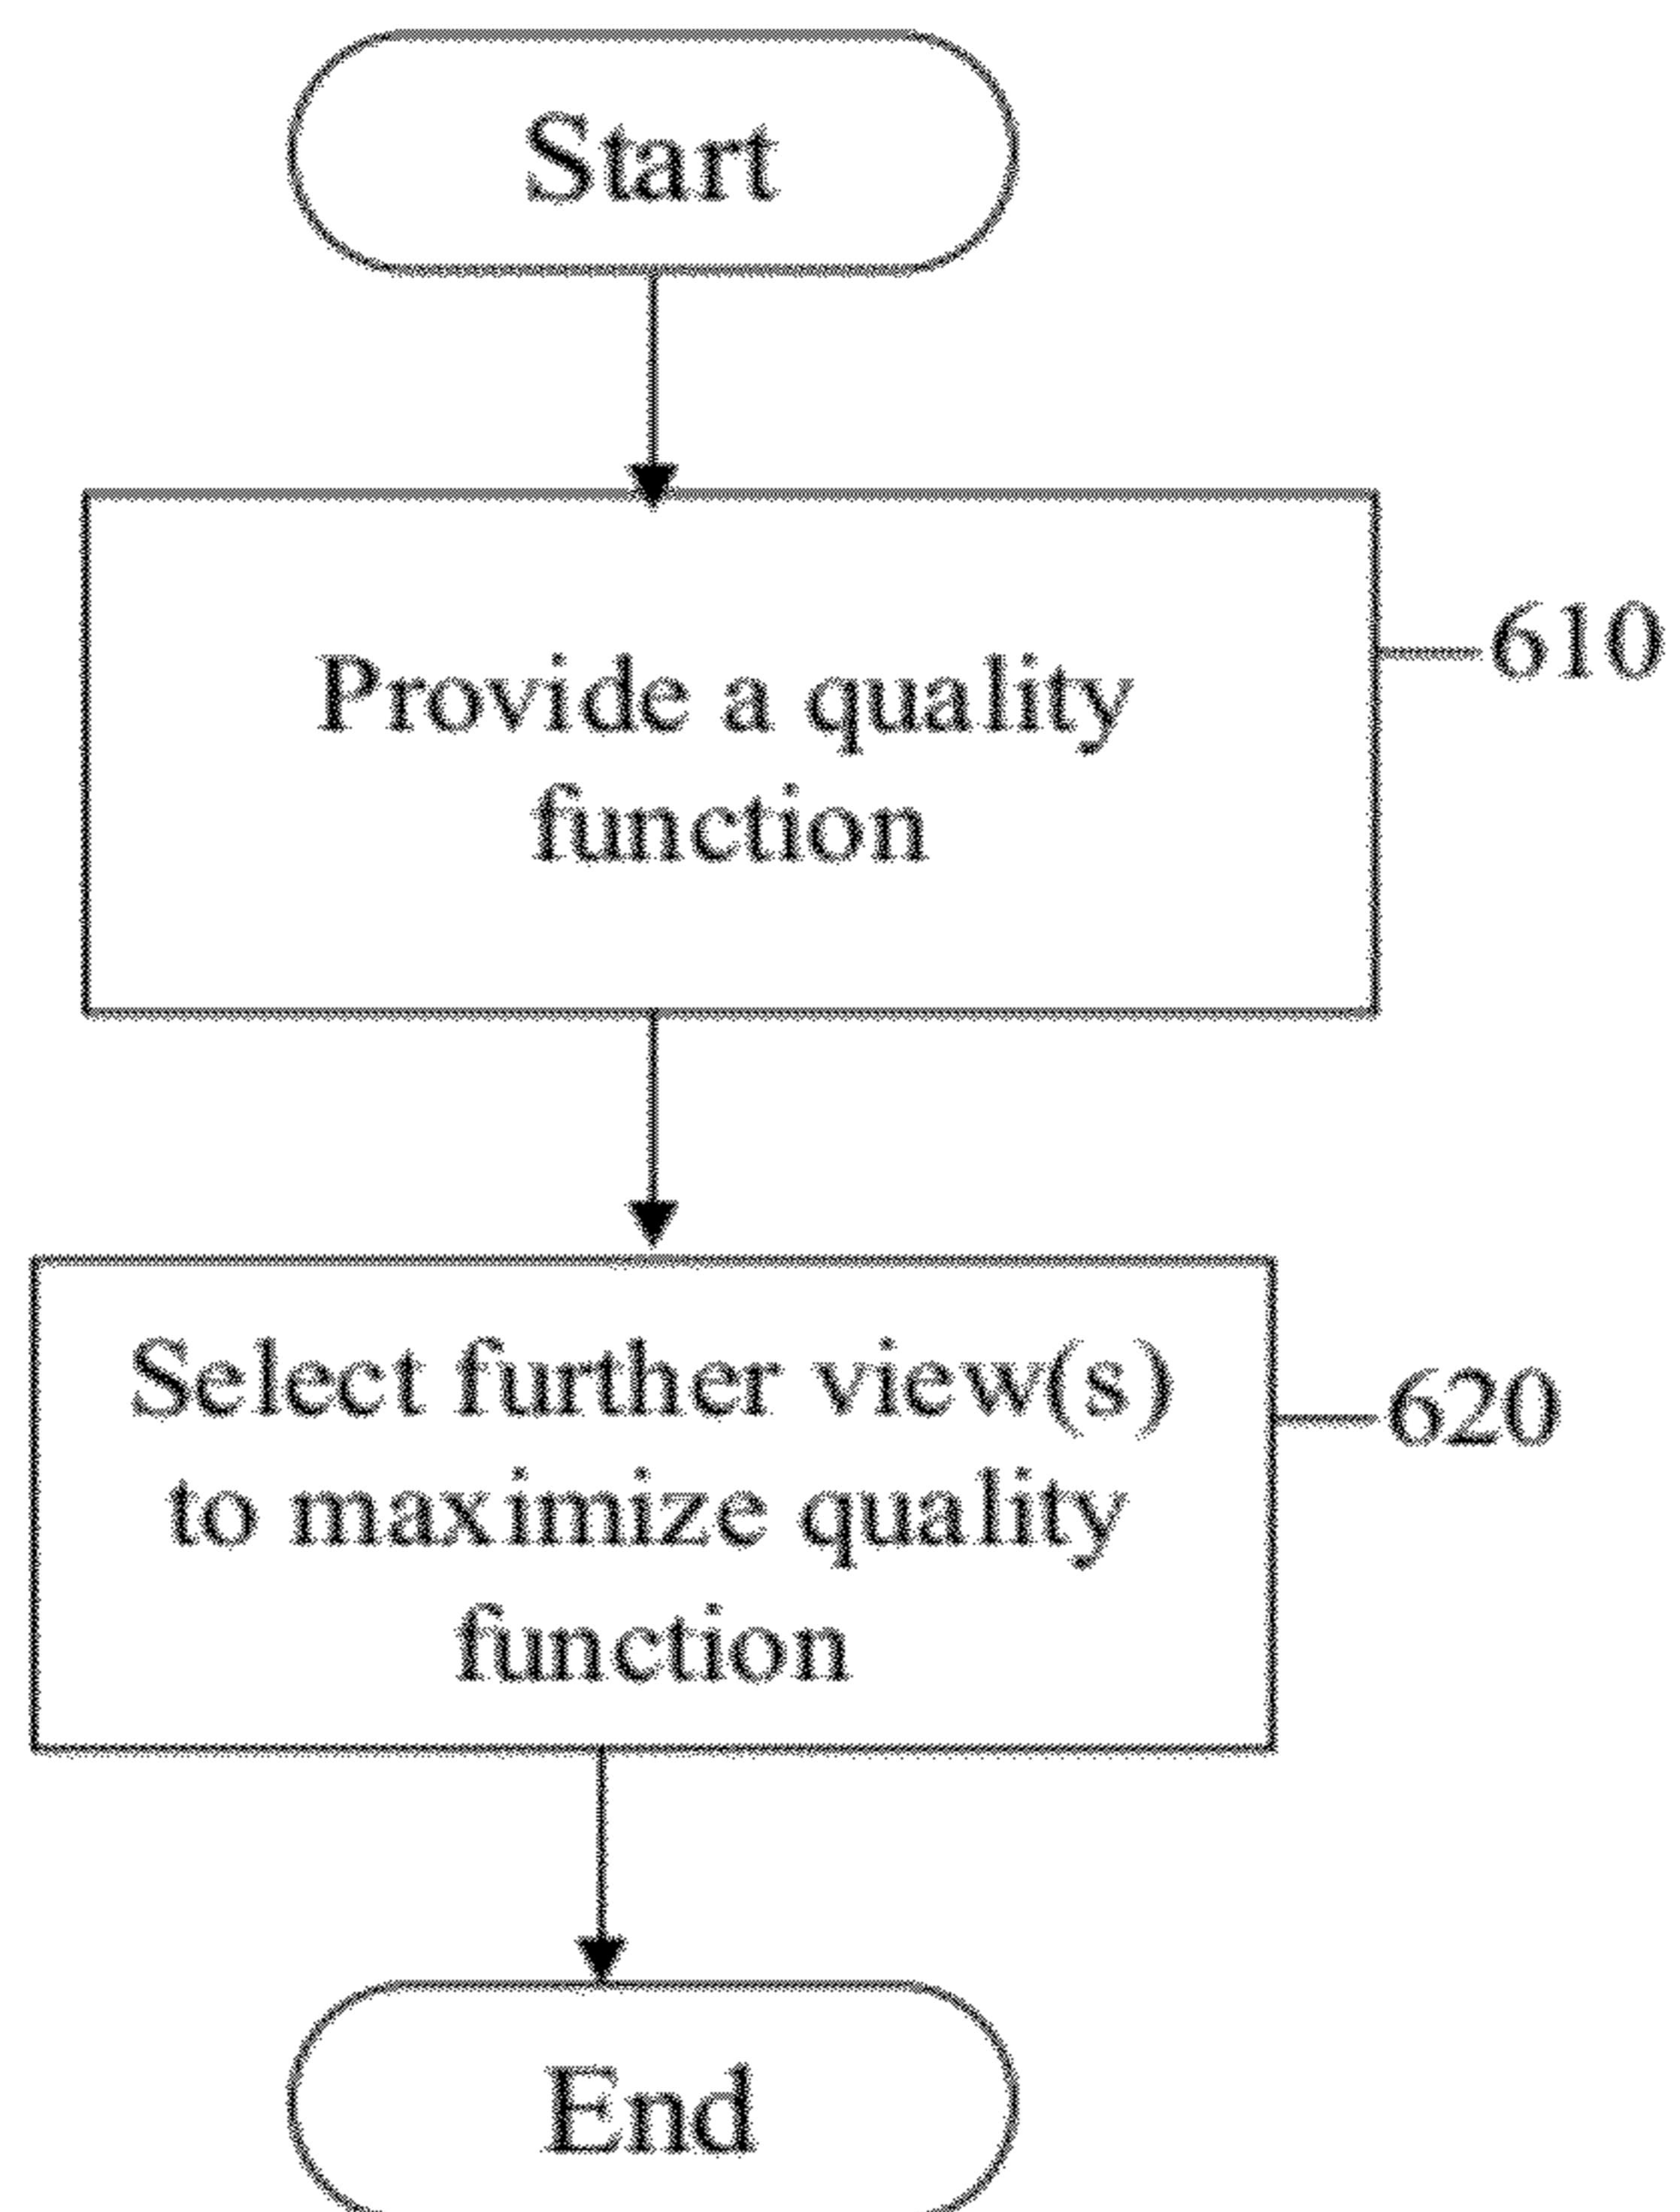 Start
Provide a quality
function
610
Select further view(s)
to maximize quality
function
620
End